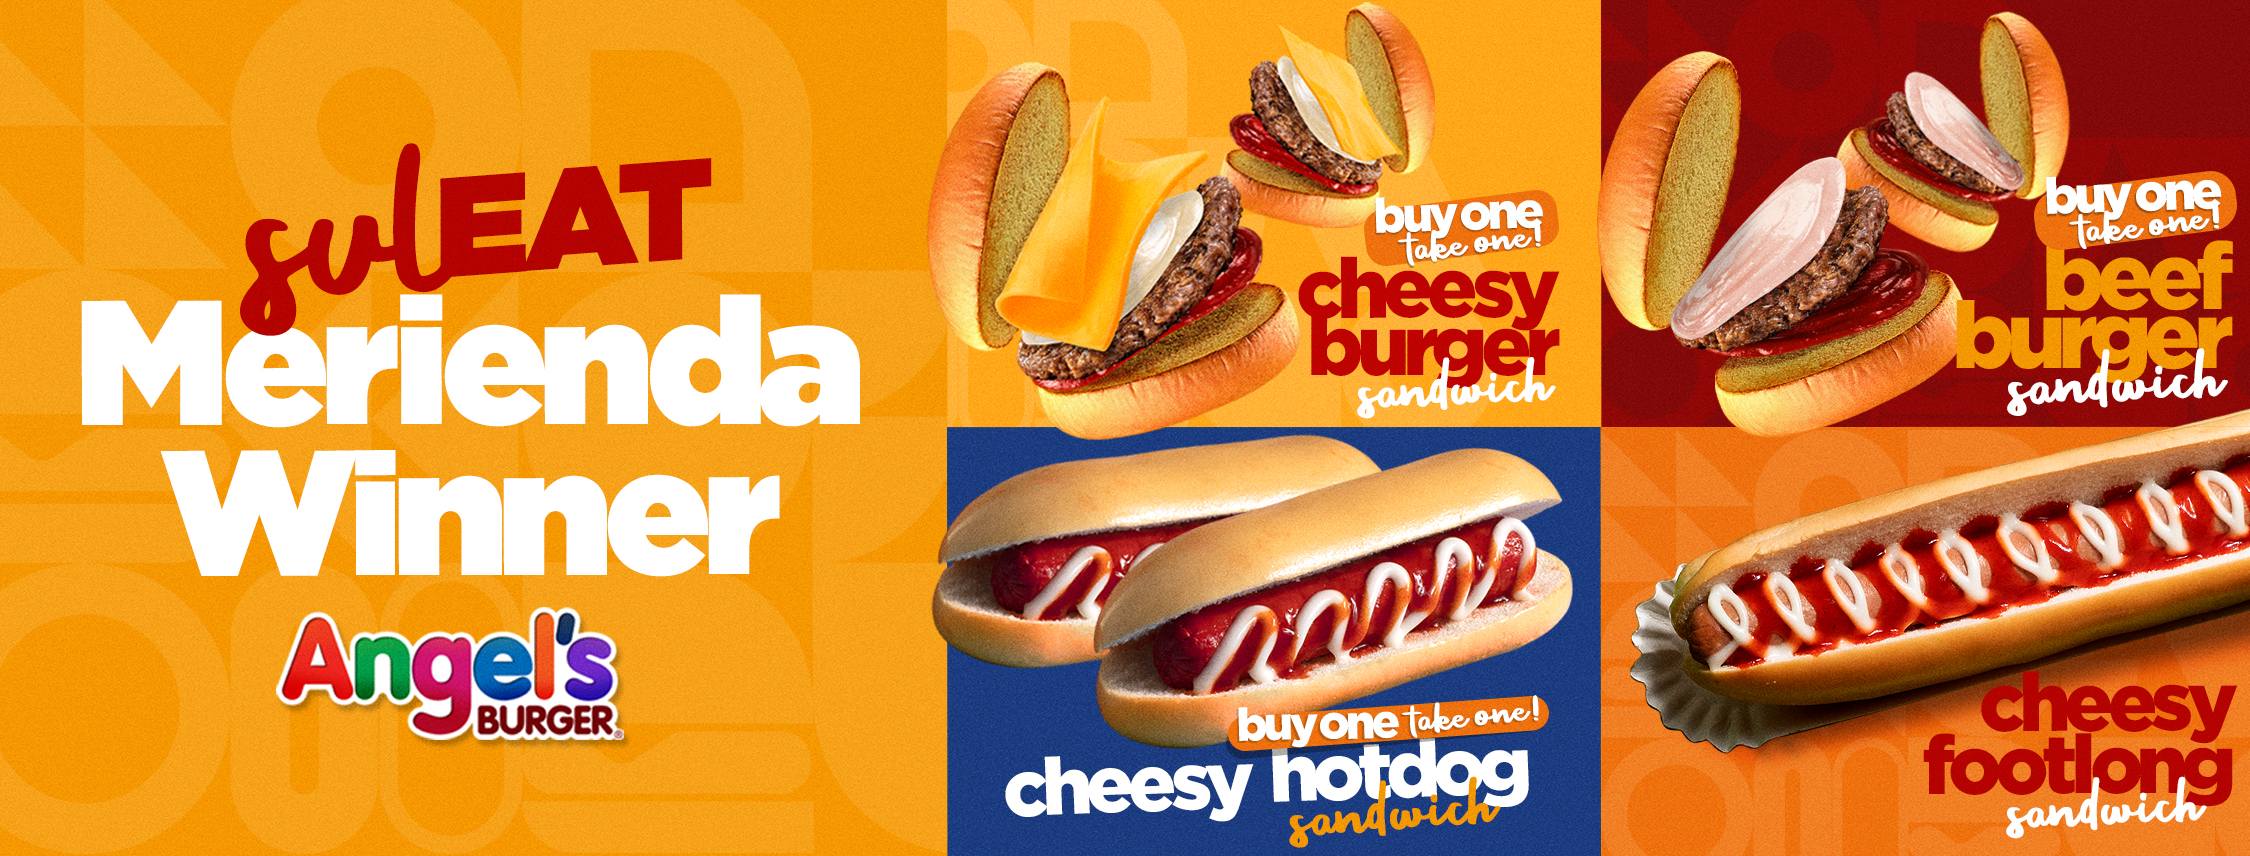 sulEAT
Merienda
Winner
Angel's
BURGER®
buy one
take one!
cheesy
burger
sandwich
buy one
take one!
beef
burger
sandwich
buy one take one!
cheesy hotdog
sandwich
cheesy
footlong
sandwich